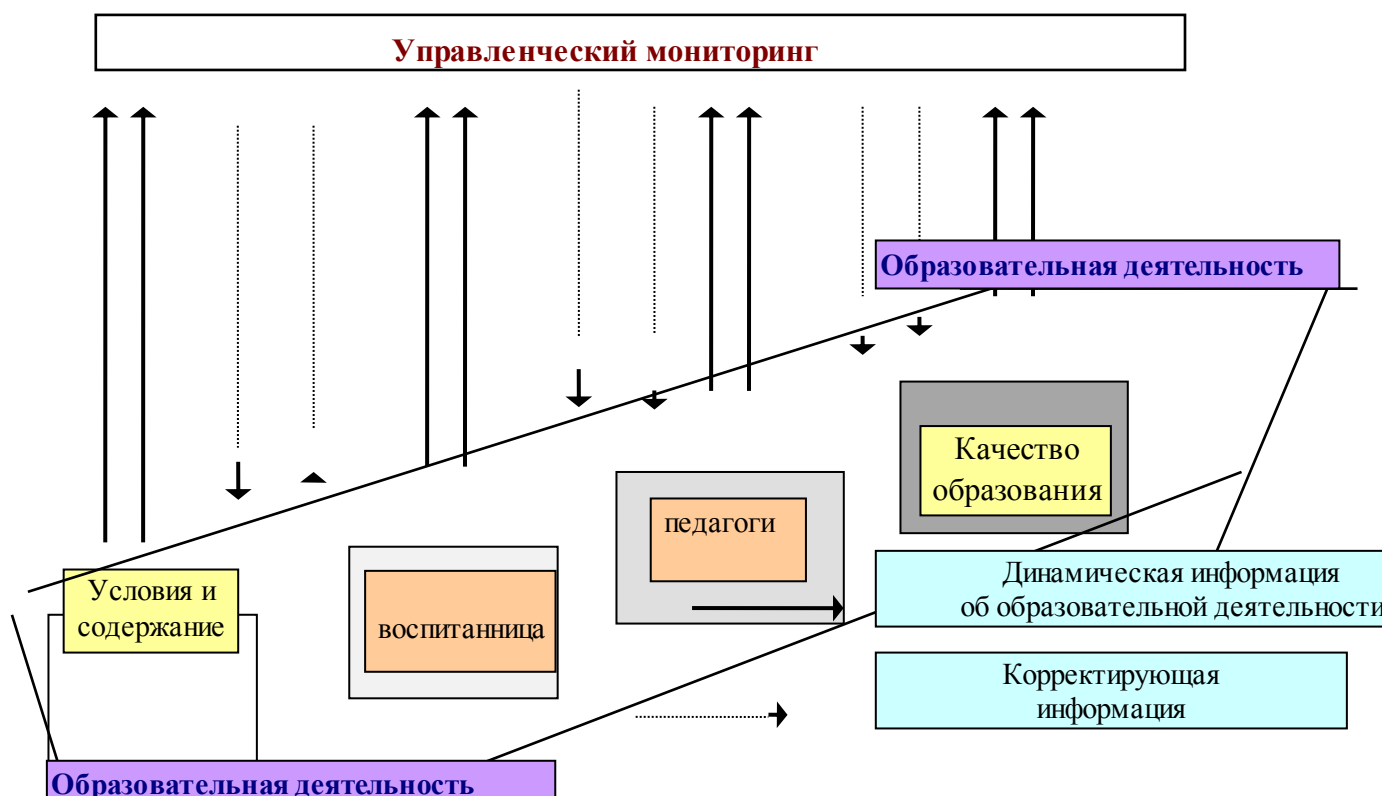 Управленческий мониторинг
Образовательная деятельность
Качество
образования
педагоги
Динамическая информация
об образовательной деятельности
Условия и
содержание
воспитанница
Корректирующая
информация
Образовательная деятельность